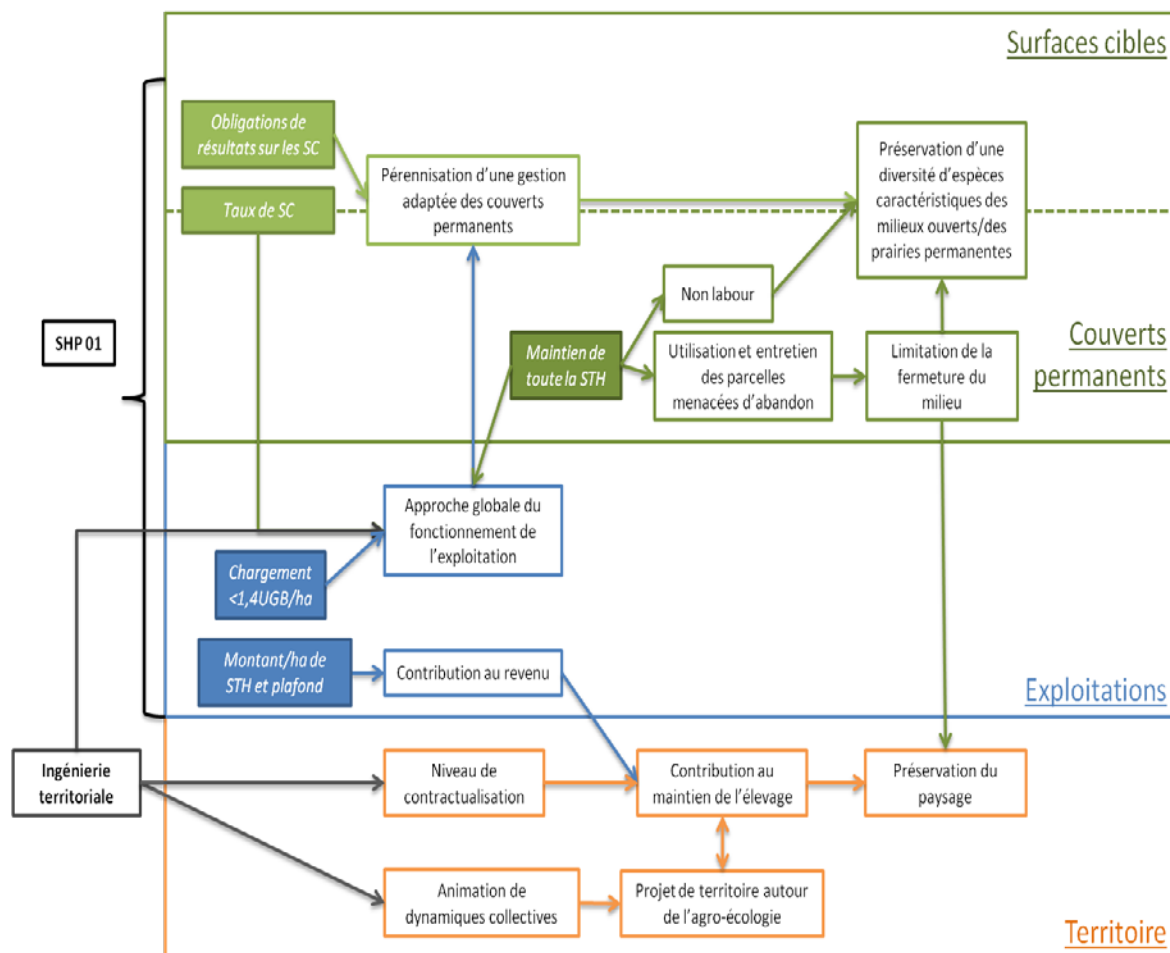 Surfaces cibles
Obligations de
résultats sur les SC
Taux de SC
Pérennisation d'une gestion
adaptée des couverts
permanents
Préservation d'une
diversité d'espèces
caractéristiques des
milieux ouverts/des
prairies permanentes
Non labour
SHP 01
Maintien de
toute la STH
Utilisation et entretien
des parcelles
menacées d'abandon
Limitation de la
fermeture du
milieu
Couverts
permanents
Approche globale du
fonctionnement de
l'exploitation
Chargement
<1,4UGB/ha
Montant/ha de
STH et plafond
Contribution au revenu
Exploitations
Ingénierie
territoriale
Niveau de
contractualisation
Contribution au
maintien de l'élevage
Préservation du
paysage
Animation de
dynamiques collectives
Projet de territoire autour
de l'agro-écologie
Territoire